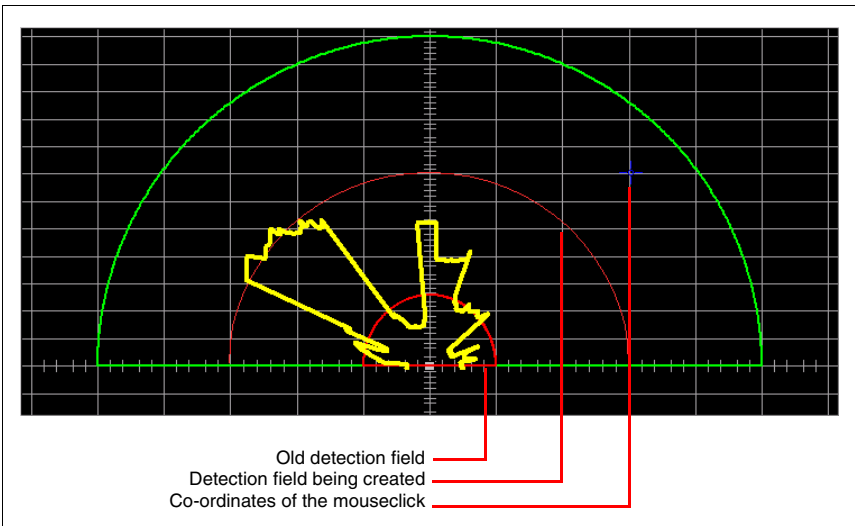 Old detection field
Detection field being created
Co-ordinates of the mouseclick